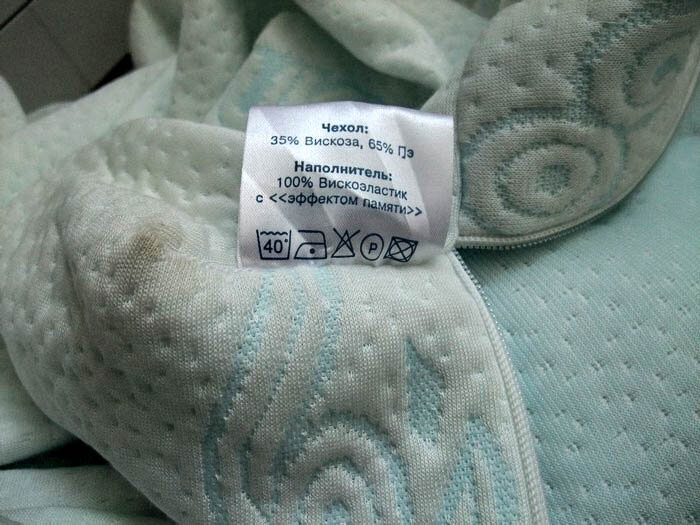 Чехол:
35% Вискоза, 65% Пэ
Наполнитель:
100% Вискоэластик
с <<эффектом памяти>>
40°
P